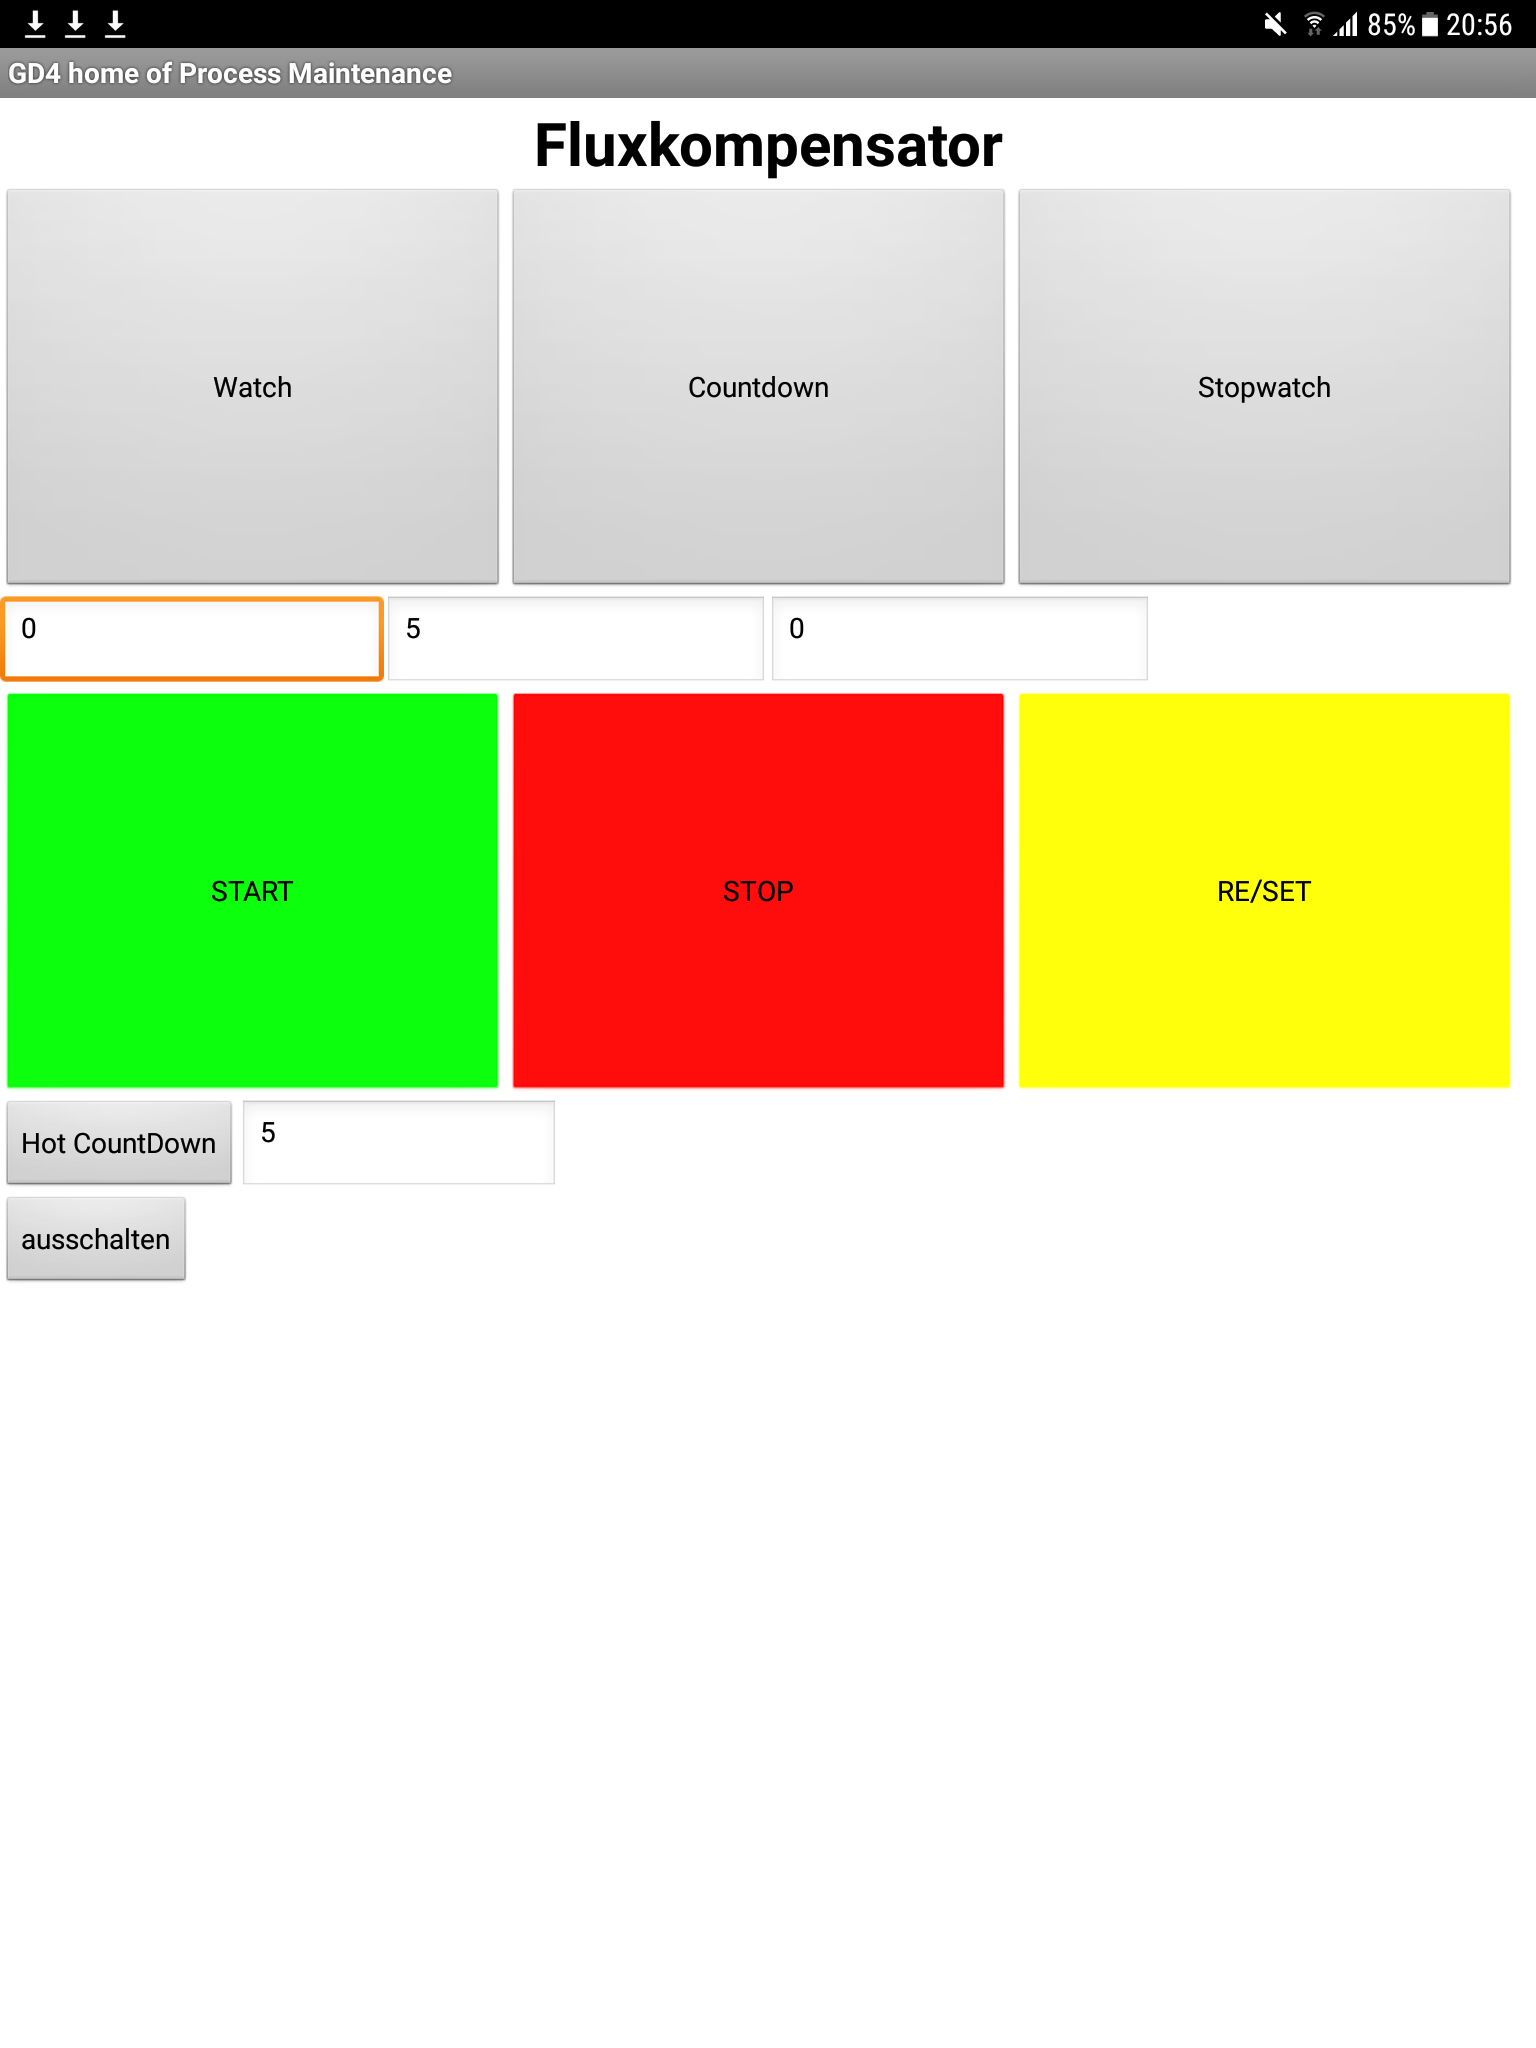 85% 20:56
GD4 home of Process Maintenance
Fluxkompensator
Watch Countdown Stopwatch
0 5 0
START STOP RE/SET
Hot CountDown 5
ausschalten